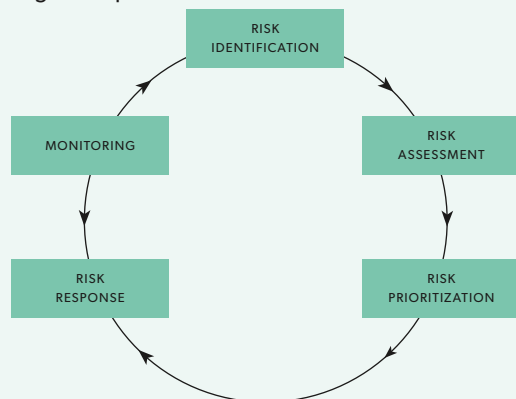 RISK
IDENTIFICATION
RISK
ASSESSMENT
RISK
PRIORITIZATION
RISK
RESPONSE
MONITORING